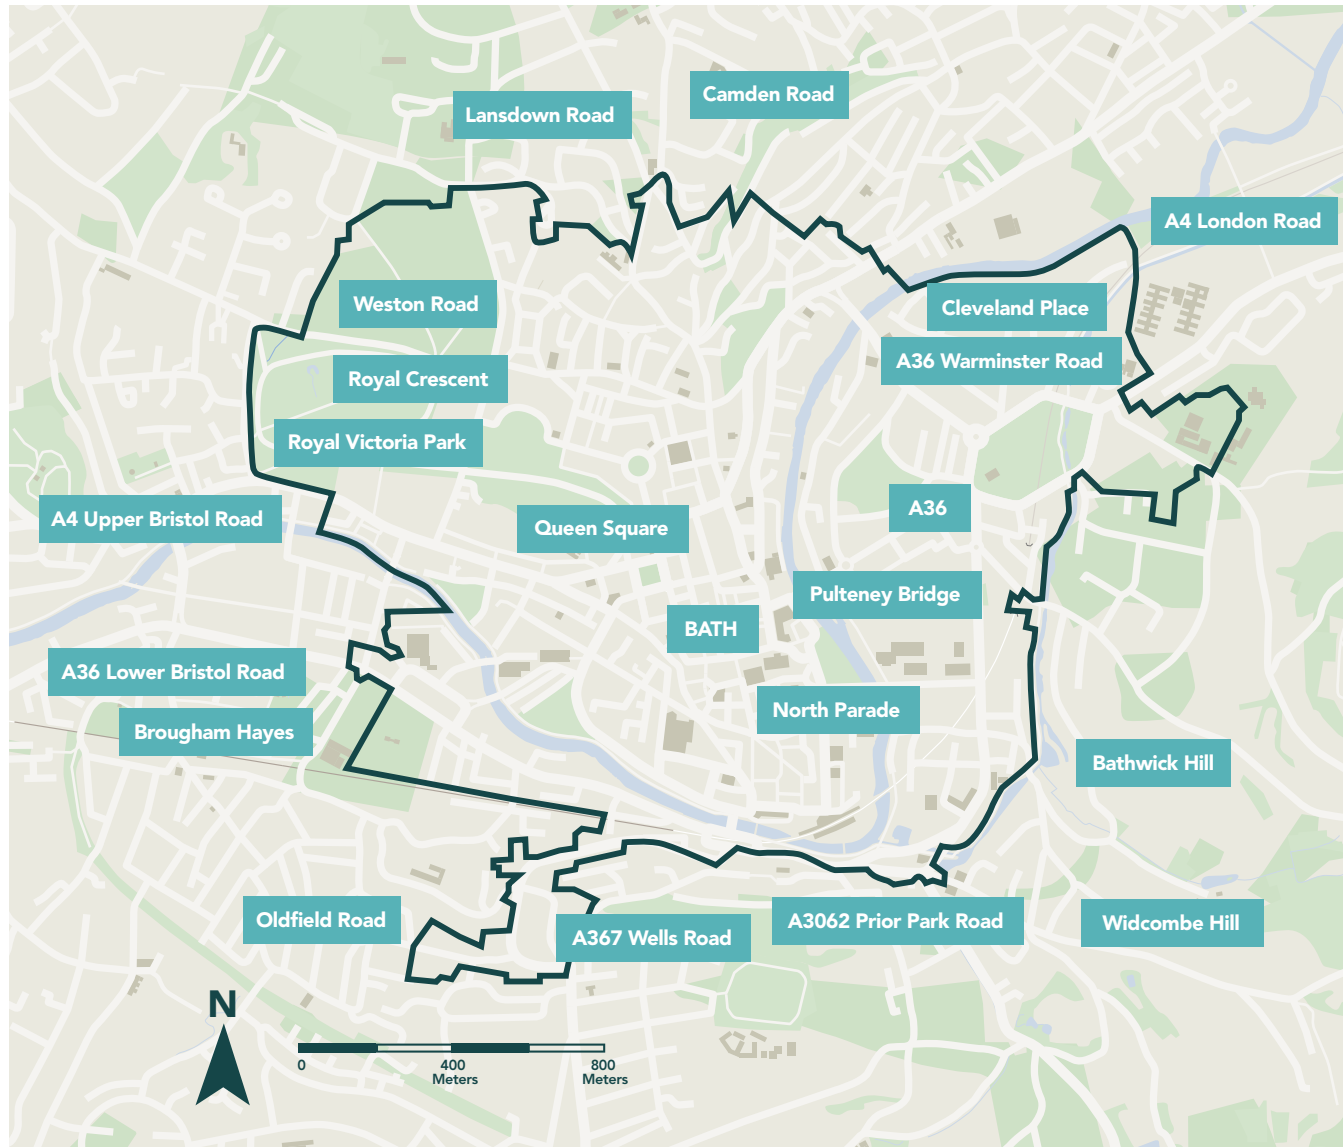 Camden Road
Lansdown Road
A4 London Road
Weston Road
Cleveland Place
A36 Warminster Road
Royal Crescent
Royal Victoria Park
A4 Upper Bristol Road
A36
Queen Square
Pulteney Bridge
BATH
A36 Lower Bristol Road
North Parade
Brougham Hayes
Bathwick Hill
Oldfield Road
A367 Wells Road
A3062 Prior Park Road
Widcombe Hill
N
0
400
Meters
800
Meters